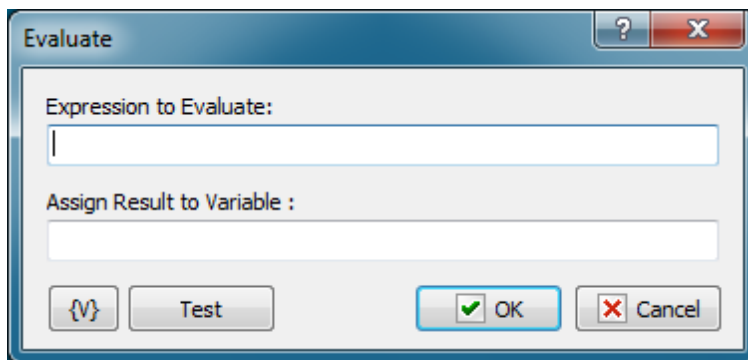 Evaluate ?
Expression to Evaluate:
Assign Result to Variable :
{V} Test OK Cancel